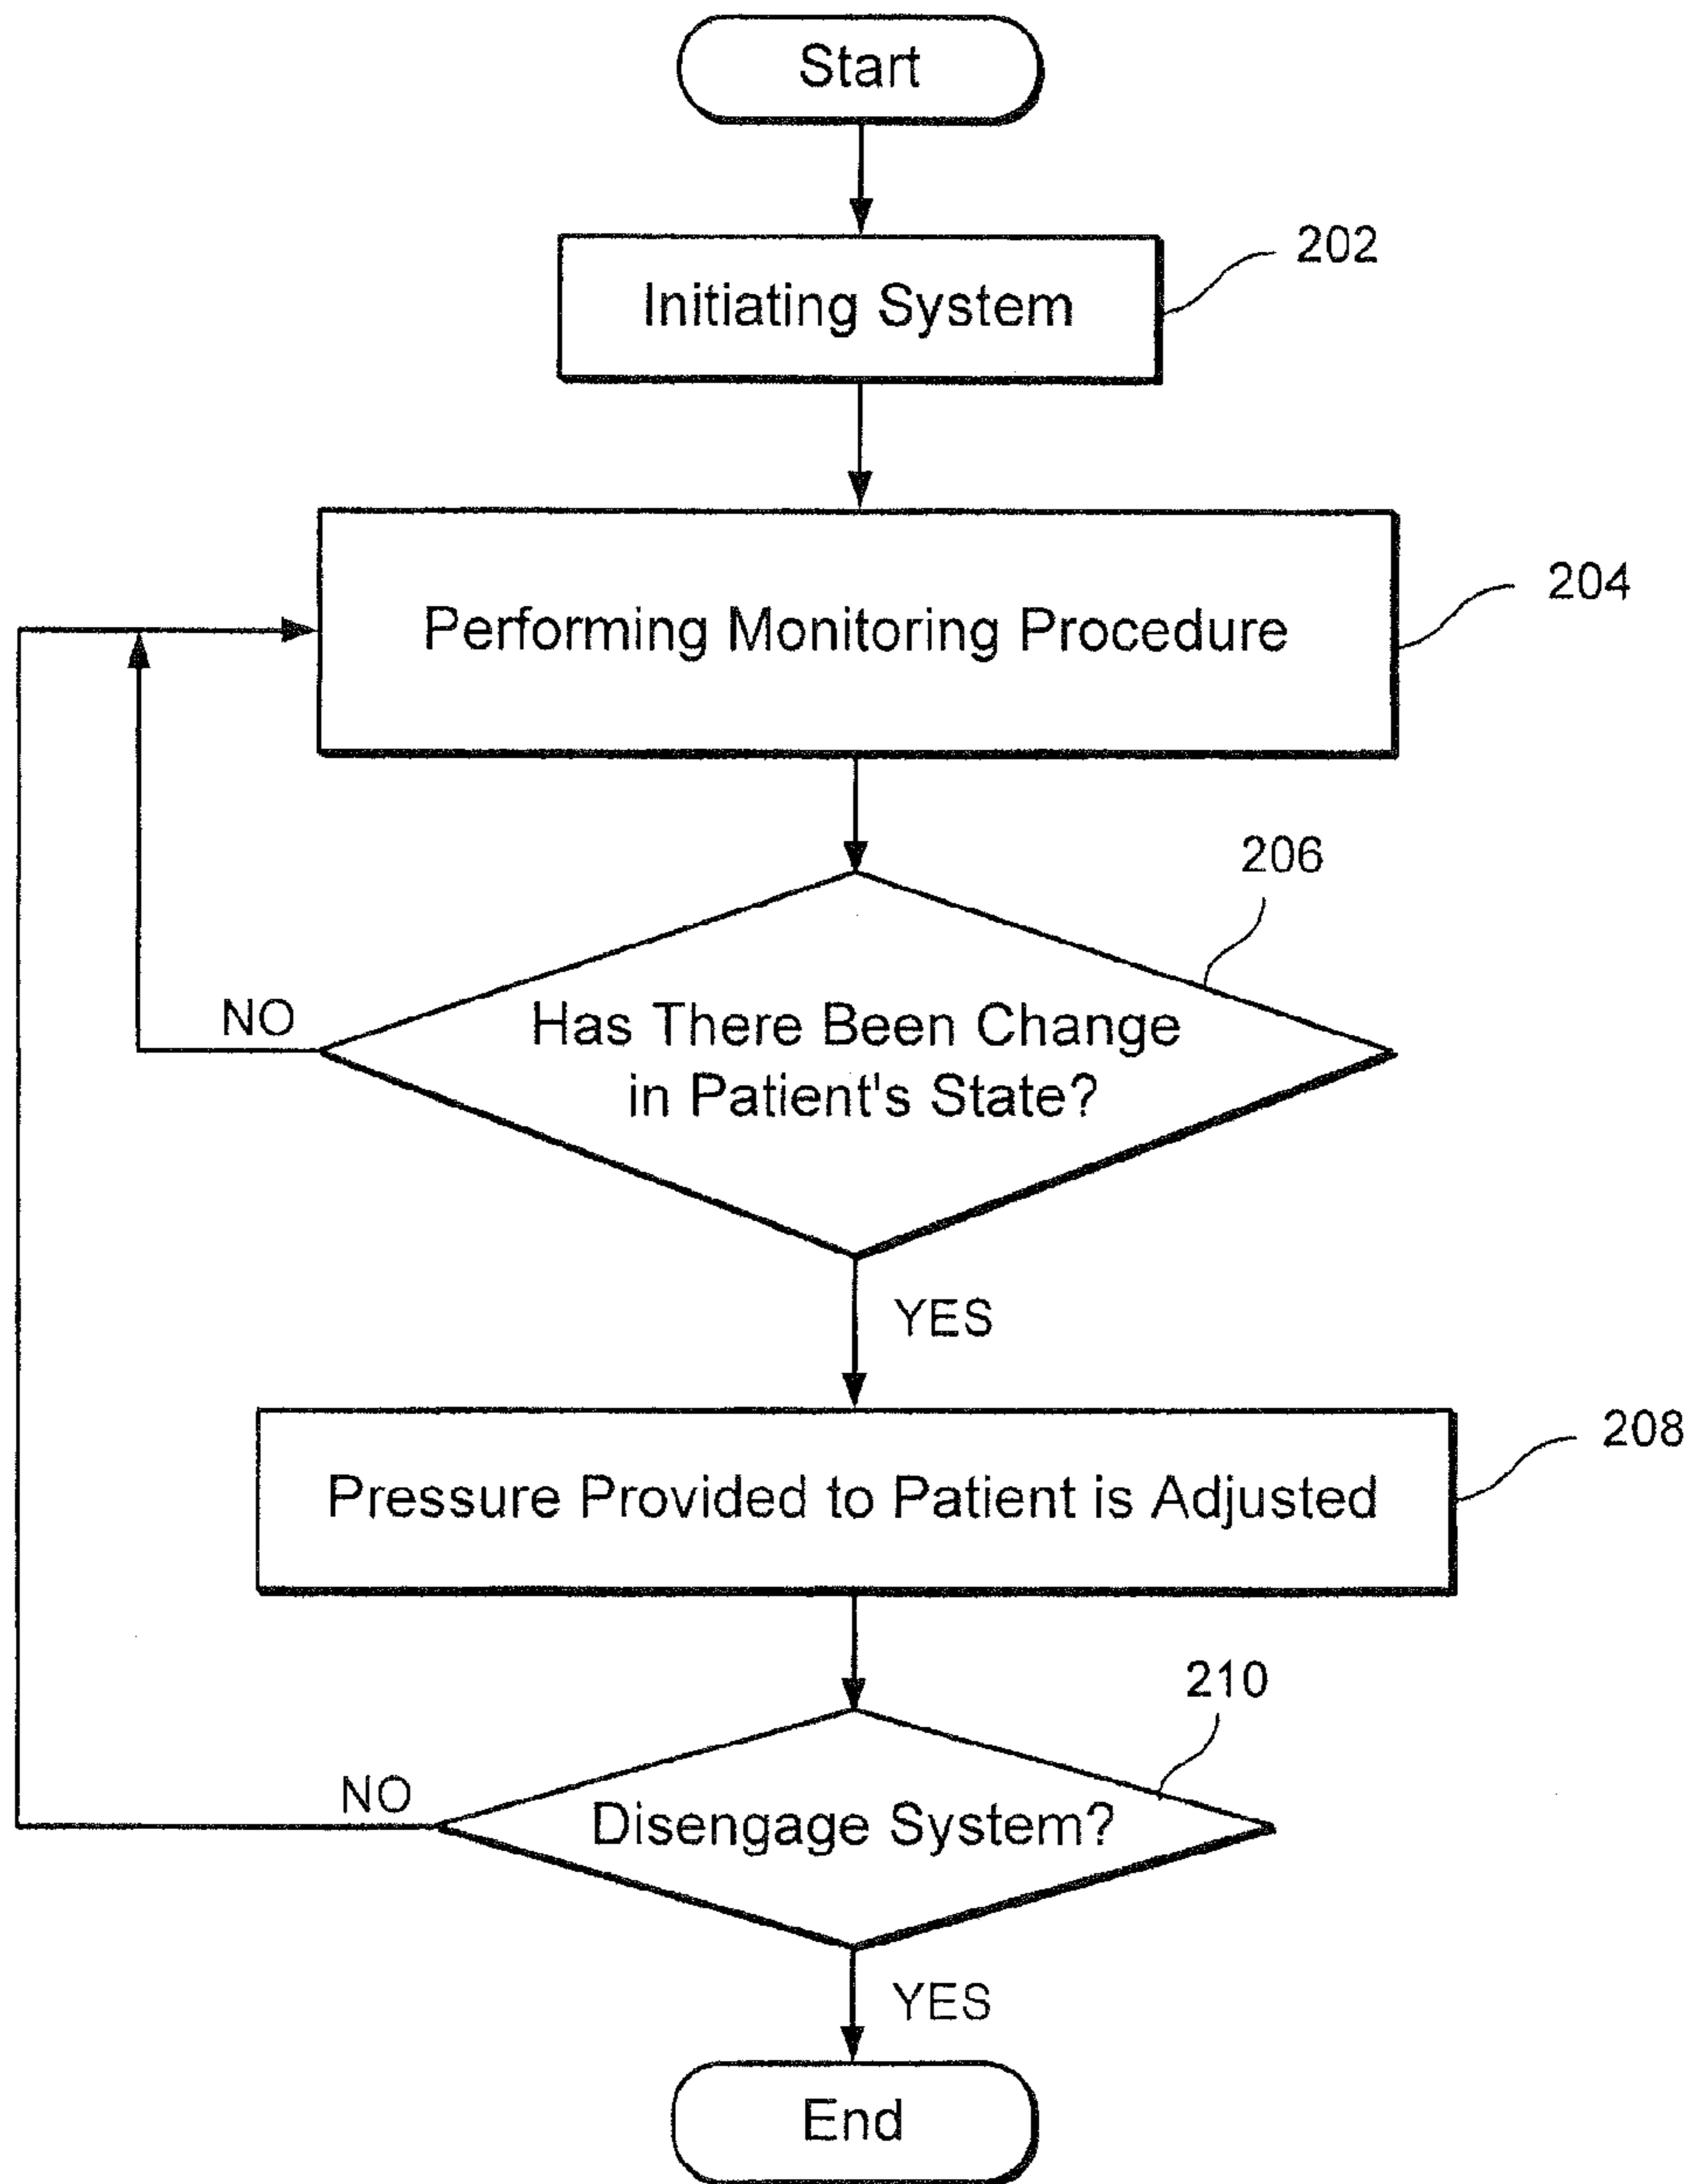 Start
202
Initiating System
204
Performing Monitoring Procedure
206
Has There Been Change
in Patient's State?
NO
YES
208
Pressure Provided to Patient is Adjusted
210
Disengage System?
NO
YES
End